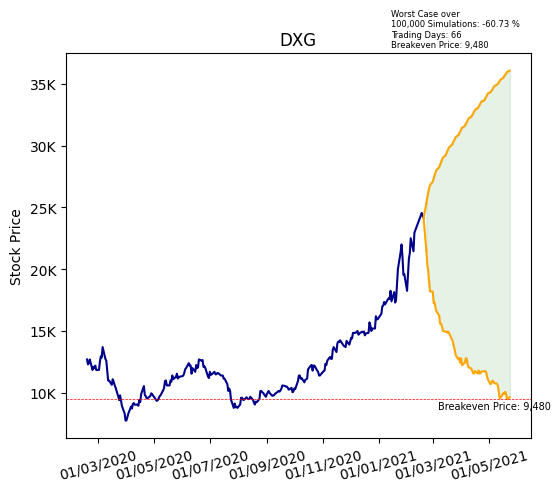 Worst Case over
100,000 Simulations: -60.73 %
Trading Days: 66
Breakeven Price: 9,480
DXG
Stock Price
35K
30K
25K
20K
15K
10K
Breakeven Price: 9,480
01/03/2020
01/05/2020
01/07/2020
01/09/2020
01/11/2020
01/01/2021
01/03/2021
01/05/2021